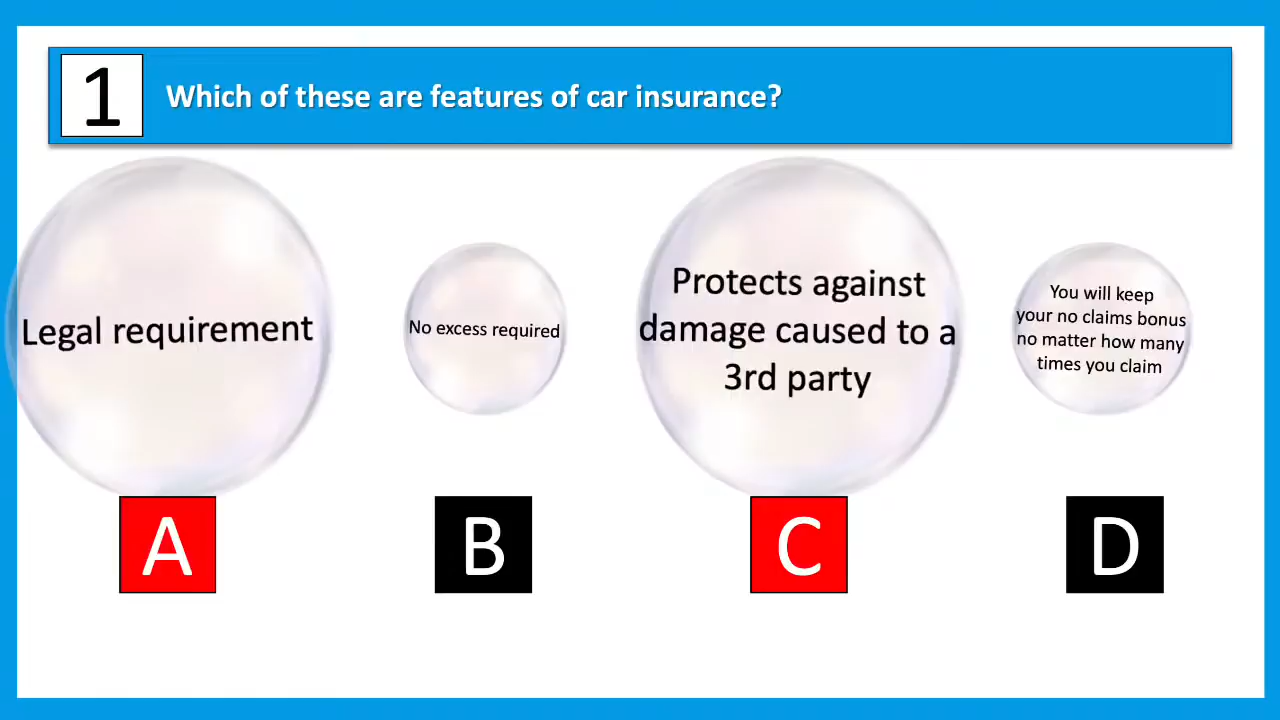 1
Which of these are features of car insurance?
Legal requirement
No excess required
Protects against
damage caused to a
3rd party
You will keep
your no claims bonus
no matter how many
times you claim
A
B
C
D